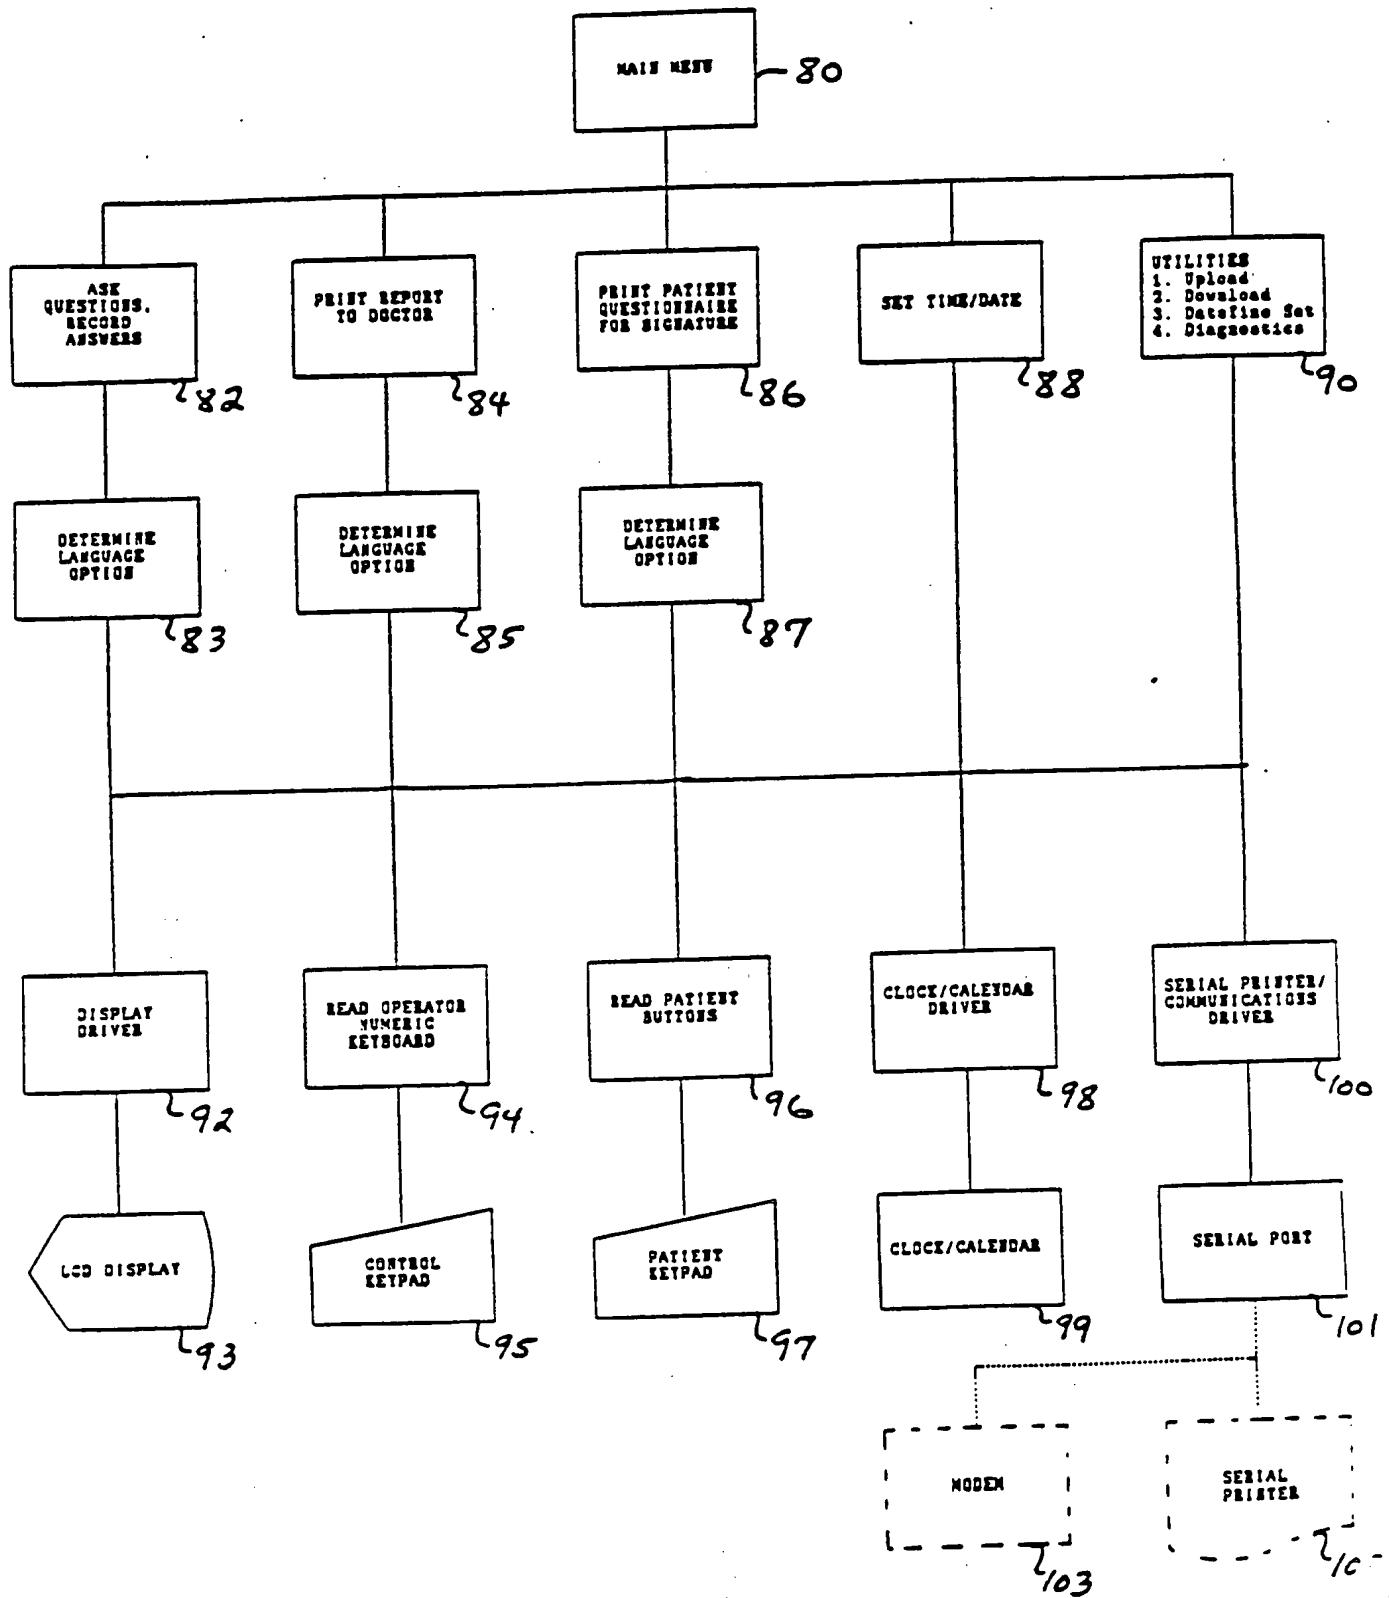 MAIN MENU
80
ASK
QUESTIONS,
RECORD
ANSWERS
82
PRINT REPORT
TO DOCTOR
84
PRINT PATIENT
QUESTIONNAIRE
FOR SIGNATURE
86
SET TIME/DATE
88
UTILITIES
1. Upload
2. Download
3. Datafine Set
4. Diagnostics
90
DETERMINE
LANGUAGE
OPTION
83
DETERMINE
LANGUAGE
OPTION
85
DETERMINE
LANGUAGE
OPTION
87
DISPLAY
DRIVER
92
READ OPERATOR
NUMERIC
KEYBOARD
94
READ PATIENT
BUTTONS
96
CLOCK/CALENDAR
DRIVER
98
SERIAL PRINTER/
COMMUNICATIONS
DRIVER
100
LCD DISPLAY
93
CONTROL
KEYPAD
95
PATIENT
KEYPAD
97
CLOCK/CALENDAR
99
SERIAL PORT
101
MODEM
103
SERIAL
PRINTER